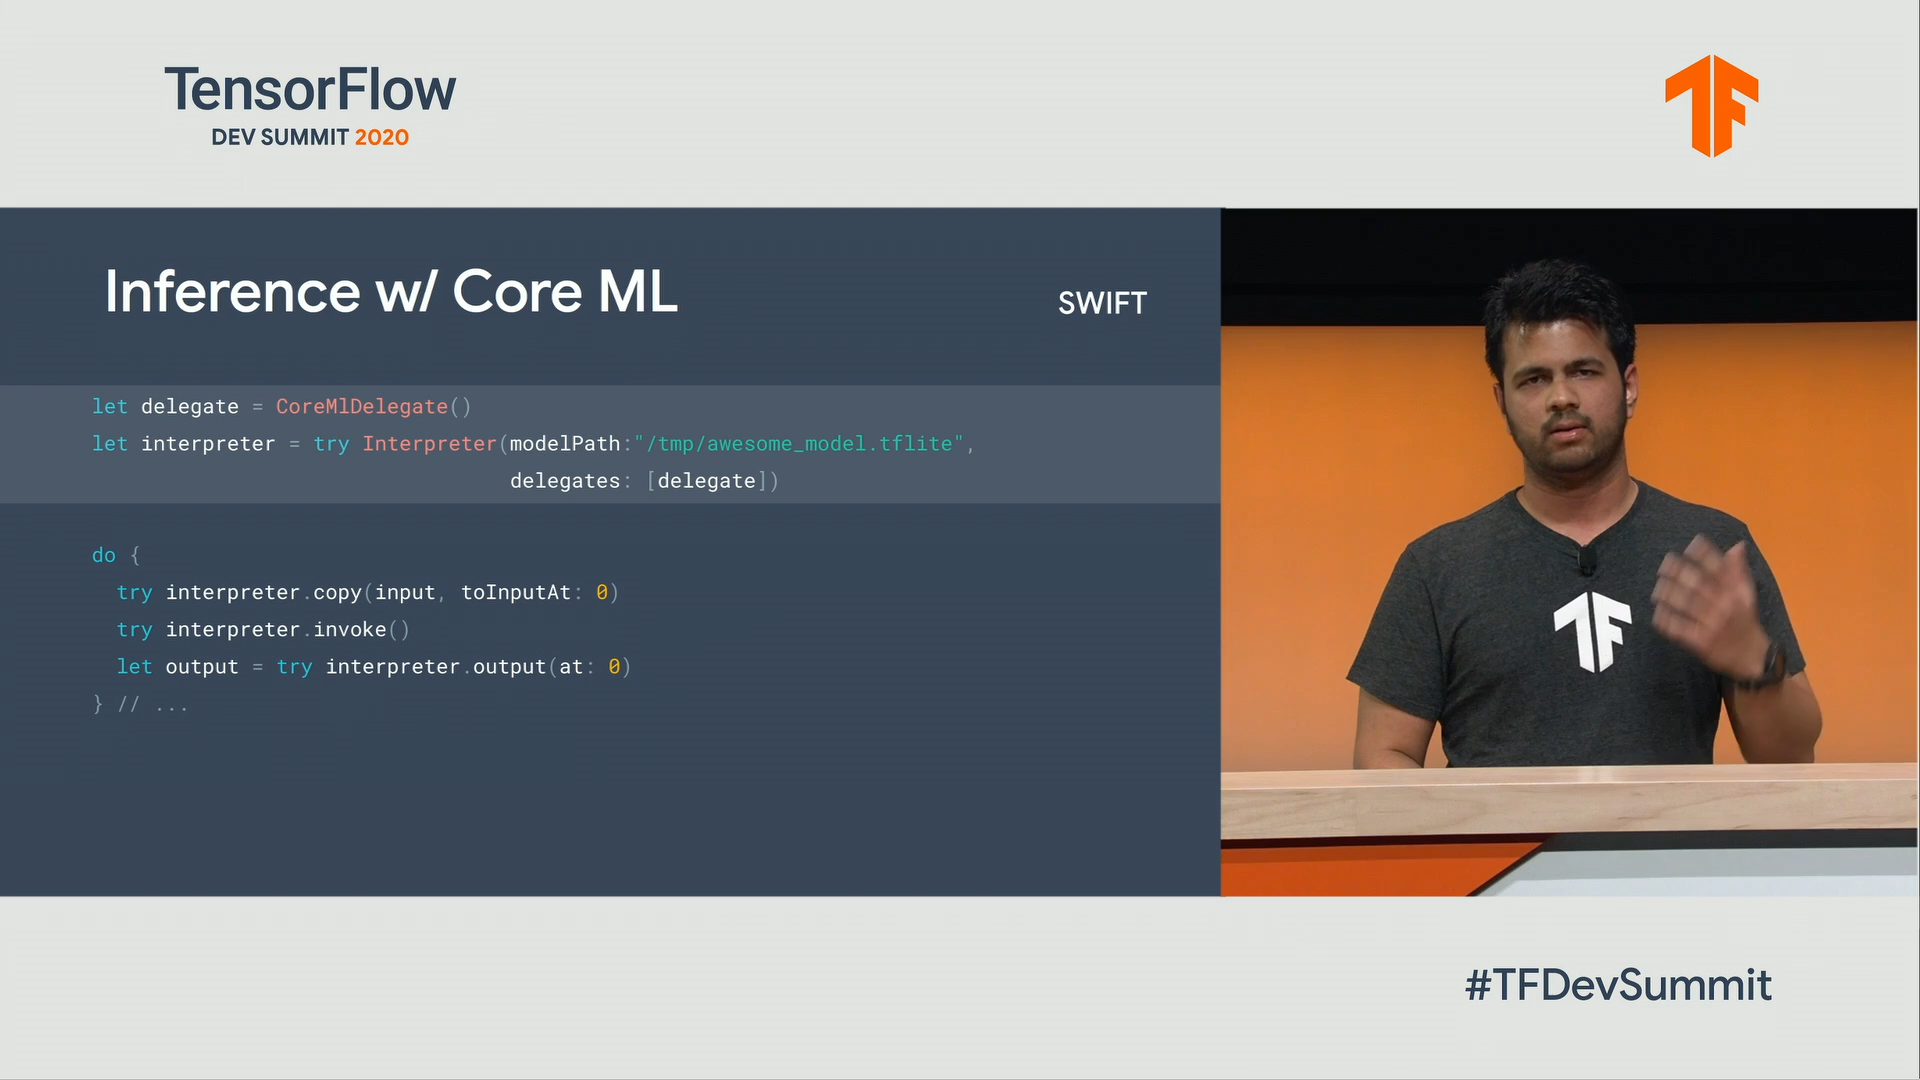 TensorFlow
DEV SUMMIT 2020
TF
Inference w/ Core ML
SWIFT
let delegate = CoreMlDelegate()
let interpreter = try Interpreter(modelPath:"/tmp/awesome_model.tflite",
delegates: [delegate])
do {
try interpreter.copy(input, toInputAt: 0)
try interpreter.invoke()
let output = try interpreter.output(at: 0)
} // ...
TF
#TFDevSummit